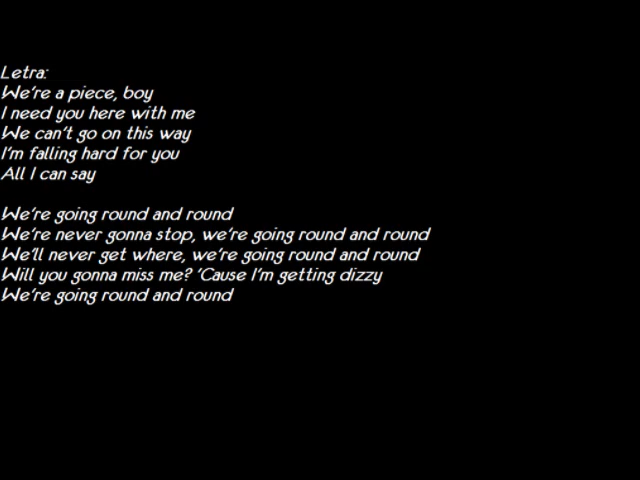 Letra:
We're a piece, boy
I need you here with me
We can't go on this way
I'm falling hard for you
All I can say
We're going round and round
We're never gonna stop, we're going round and round
We'll never get where, we're going round and round
Will you gonna miss me? 'Cause I'm getting dizzy
We're going round and round